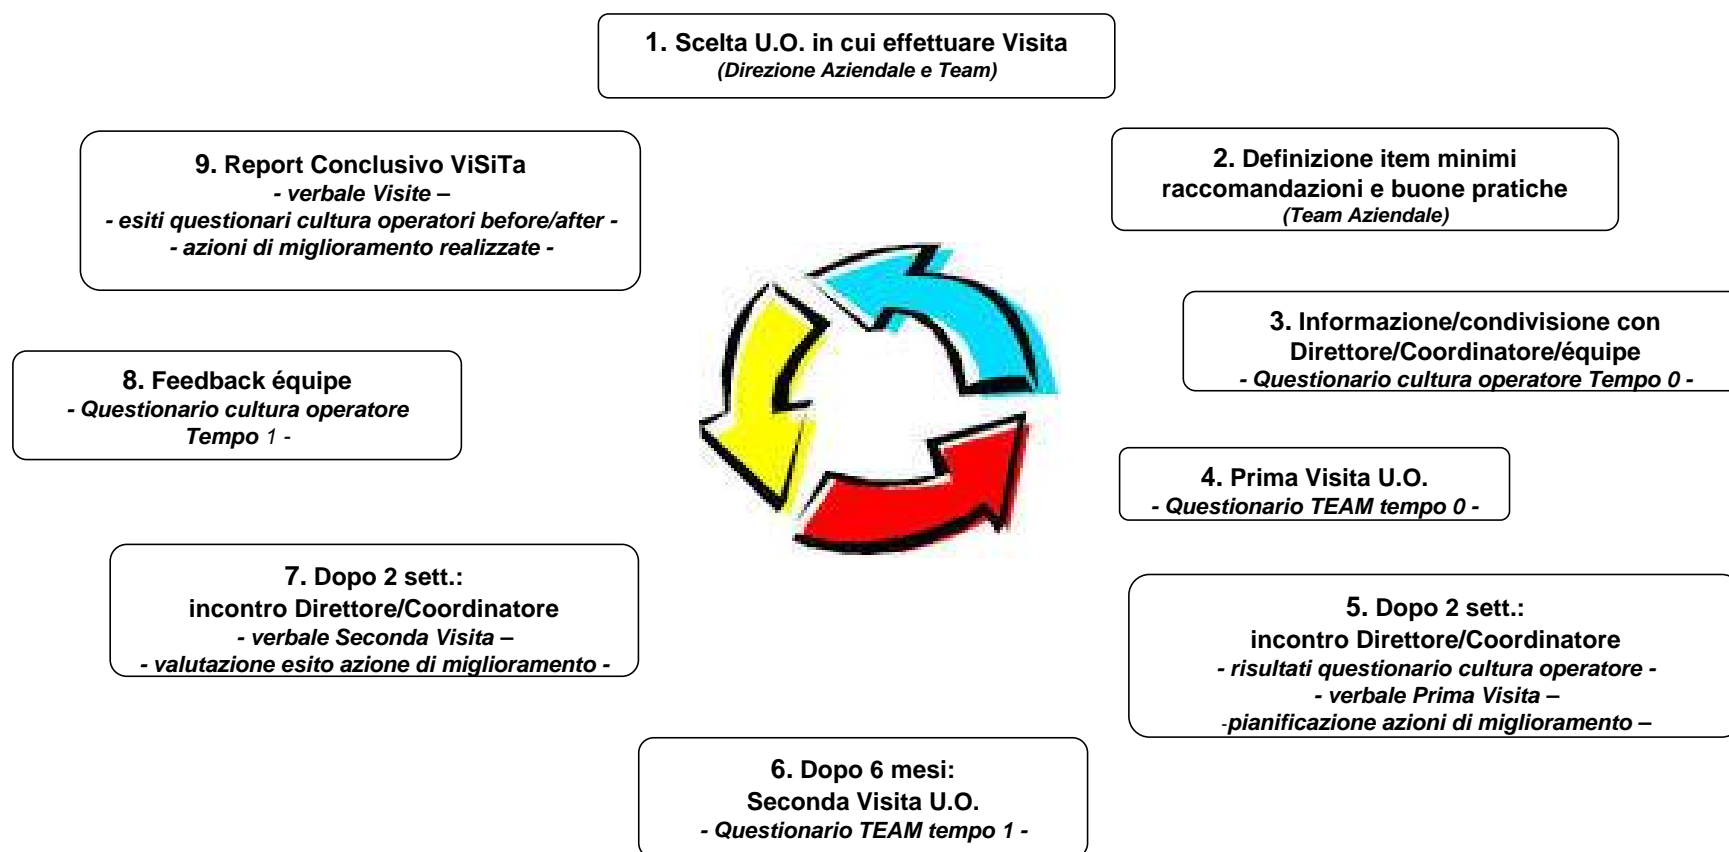 1. Scelta U.O. in cui effettuare Visita
(Direzione Aziendale e Team)
2. Definizione item minimi
raccomandazioni e buone pratiche
(Team Aziendale)
3. Informazione/condivisione con
Direttore/Coordinatore/équipe
- Questionario cultura operatore Tempo 0 -
4. Prima Visita U.O.
- Questionario TEAM tempo 0 -
5. Dopo 2 sett.:
incontro Direttore/Coordinatore
- risultati questionario cultura operatore -
- verbale Prima Visita –
-pianificazione azioni di miglioramento –
6. Dopo 6 mesi:
Seconda Visita U.O.
- Questionario TEAM tempo 1 -
7. Dopo 2 sett.:
incontro Direttore/Coordinatore
- verbale Seconda Visita –
- valutazione esito azione di miglioramento -
8. Feedback équipe
- Questionario cultura operatore
Tempo 1 -
9. Report Conclusivo ViSiTa
- verbale Visite –
- esiti questionari cultura operatori before/after -
- azioni di miglioramento realizzate -